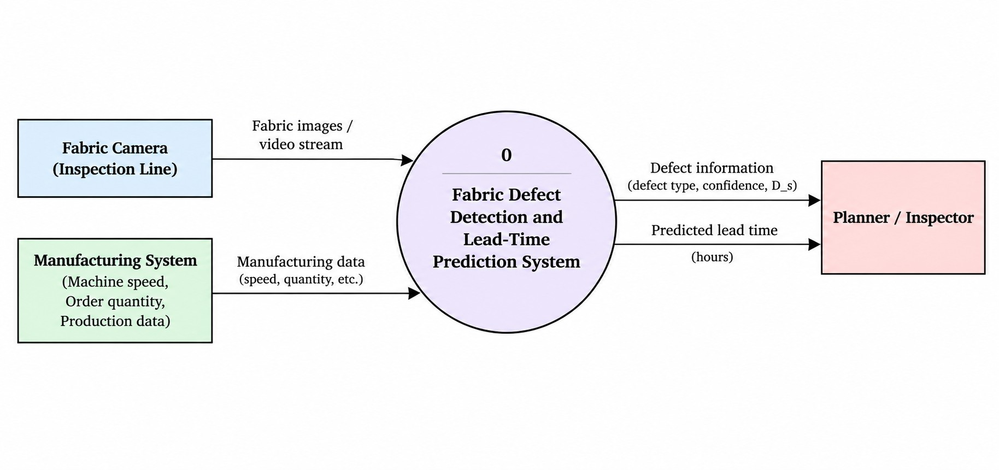 Fabric Camera
(Inspection Line)
Fabric images /
video stream
Manufacturing System
(Machine speed,
Order quantity,
Production data)
Manufacturing data
(speed, quantity, etc.)
0
Fabric Defect
Detection and
Lead-Time
Prediction System
Defect information
(defect type, confidence, D_s)
Predicted lead time
(hours)
Planner / Inspector